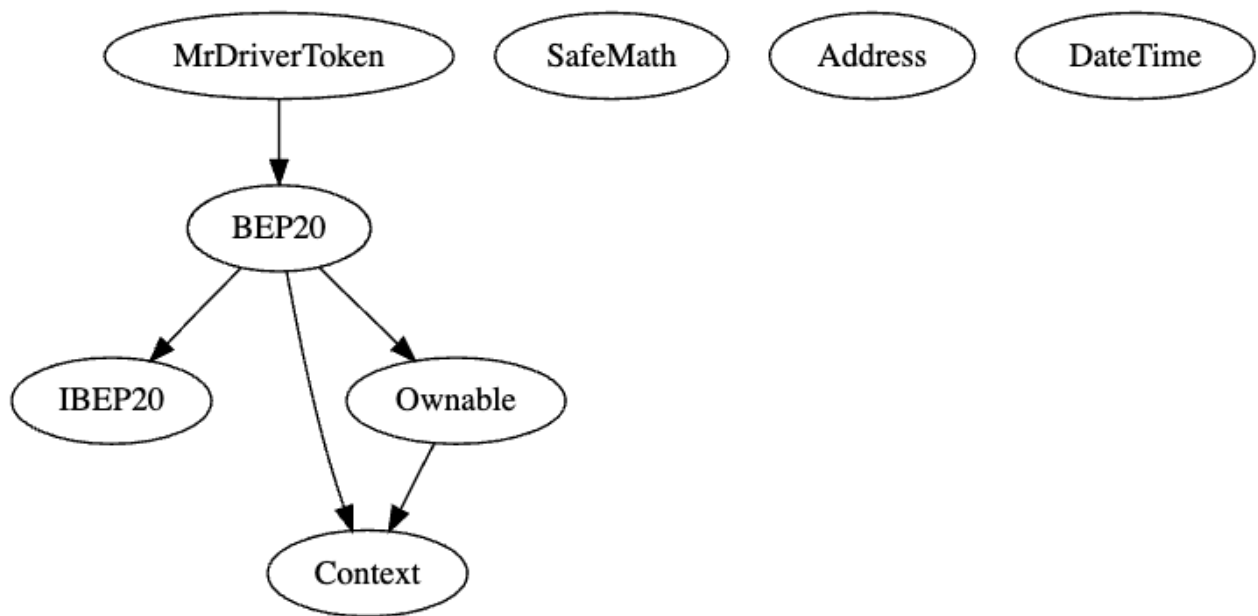 MrDriverToken
SafeMath
Address
DateTime
BEP20
IBEP20
Ownable
Context